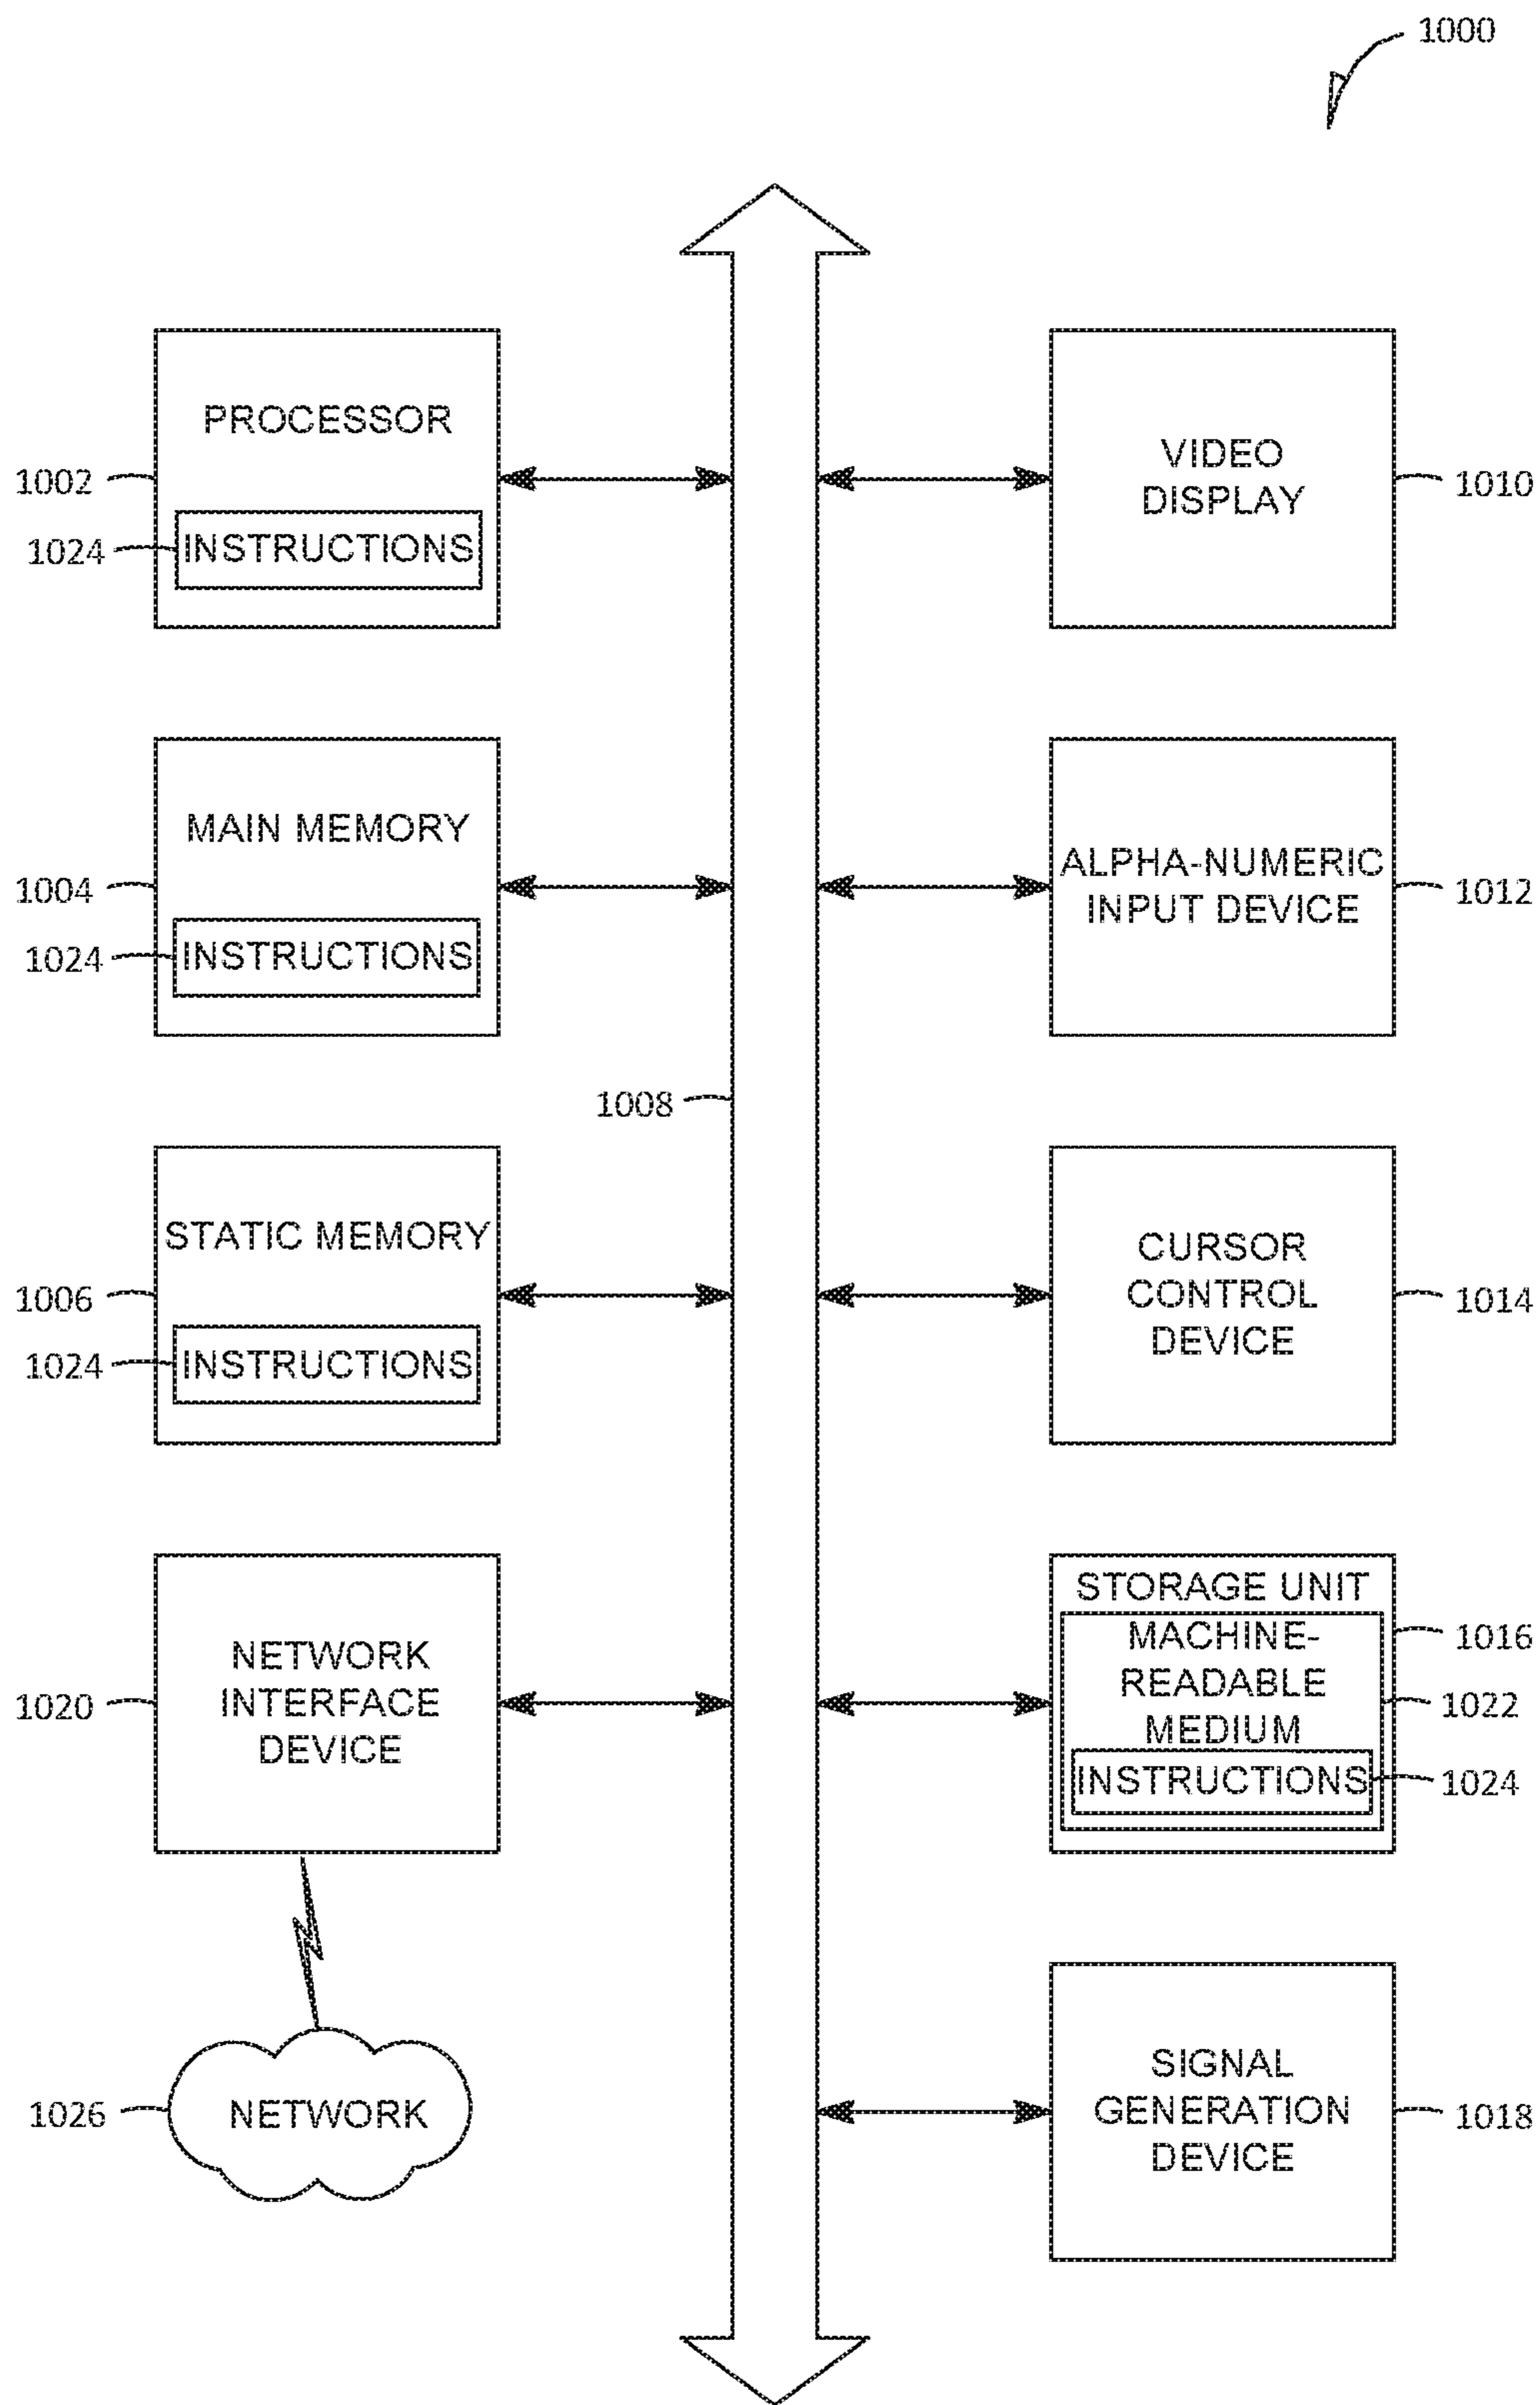 1000
PROCESSOR
1002
1024
INSTRUCTIONS
VIDEO
DISPLAY
1010
MAIN MEMORY
1004
1024
INSTRUCTIONS
ALPHA-NUMERIC
INPUT DEVICE
1012
1008
STATIC MEMORY
1006
1024
INSTRUCTIONS
CURSOR
CONTROL
DEVICE
1014
NETWORK
INTERFACE
DEVICE
1020
STORAGE UNIT
MACHINE-
READABLE
MEDIUM
INSTRUCTIONS
1016
1022
1024
NETWORK
1026
SIGNAL
GENERATION
DEVICE
1018